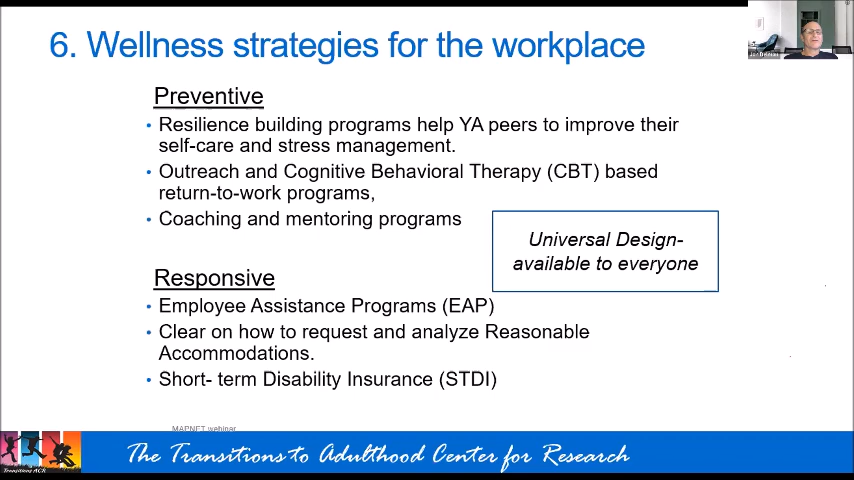 6. Wellness strategies for the workplace
Preventive
• Resilience building programs help YA peers to improve their
self-care and stress management.
• Outreach and Cognitive Behavioral Therapy (CBT) based
return-to-work programs,
• Coaching and mentoring programs
Universal Design-
available to everyone
Responsive
• Employee Assistance Programs (EAP)
• Clear on how to request and analyze Reasonable
Accommodations.
• Short- term Disability Insurance (STDI)
MAPNET webinar
The Transitions to Adulthood Center for Research
Transitions ACR